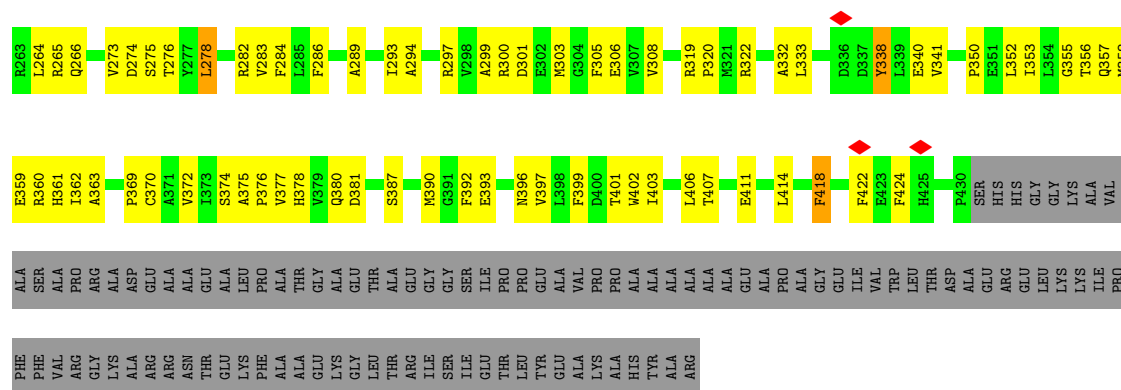 R263 L264 R265 Q266 V273 D274 S275 T276 Y277 L278 R282 V283 F284 L285 F286 A289 I293 A294 R297 V298 A299 R300 D301 E302 M303 G304 F305 E306 V307 V308 R319 P320 M321 R322 A332 L333 D336 D337 Y338 L339 E340 V341 P350 E351 L352 I353 L354 G355 T356 Q357
E359 R360 H361 I362 A363 P369 G370 A371 V372 I373 S374 A375 P376 V377 H378 V379 Q380 D381 S387 M390 G391 F392 E393 N396 V397 L398 F399 D400 T401 W402 I403 L406 T407 E411 L414 F418 F422 E423 F424 H425 P430 SER HIS HIS GLY GLY LYS ALA VAL
ALA SER ALA PRO ARG ALA ASP GLU ALA ALA GLU ALA LEU PRO ALA THR GLY ALA GLU THR ALA GLU GLY GLY SER ILE PRO PRO GLU ALA VAL PRO PRO ALA ALA ALA ALA ALA ALA GLU ALA PRO ALA GLY GLU ILE VAL TRP LEU THR ASP ALA GLU ARG GLU LEU LYS LYS ILE PRO
PHE PHE VAL ARG GLY LYS ALA ARG ARG ASN THR GLU LYS PHE ALA ALA GLU LYS GLY LEU THR ARG ILE SER ILE GLU THR LEU TYR GLU ALA LYS ALA HIS TYR ALA ARG